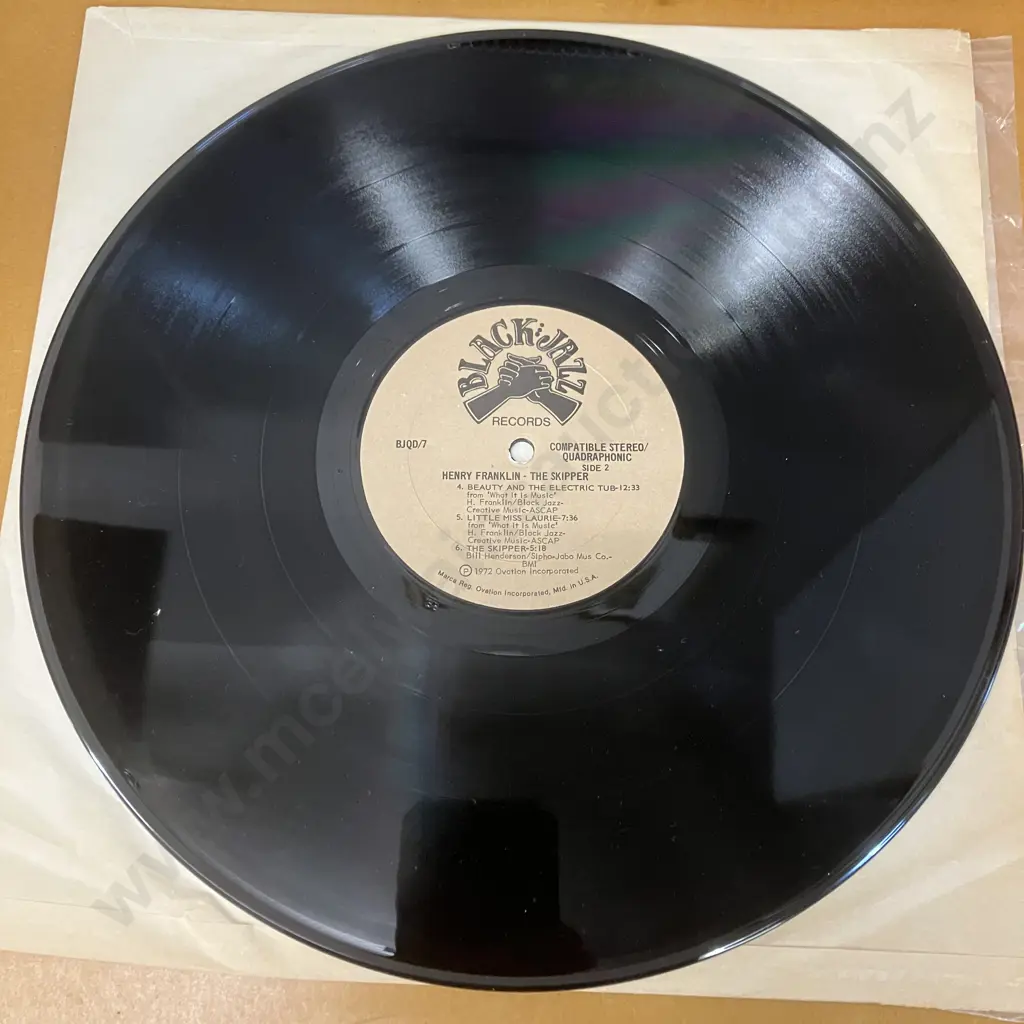 BLACK JAZZ
RECORDS
BJQD/7
COMPATIBLE STEREO/
QUADRAPHONIC
SIDE 2
HENRY FRANKLIN - THE SKIPPER
4. BEAUTY AND THE ELECTRIC TUB-12:33
from "What It Is Music"
H. Franklin/Black Jazz-
Creative Music-ASCAP
5. LITTLE MISS LAURIE-7:36
from "What It Is Music"
H. Franklin/Black Jazz-
Creative Music-ASCAP
6. THE SKIPPER-5:18
Bill Henderson/Sipho-Jabo Mus Co.-
BMI
Ⓟ 1972 Ovation Incorporated
Marca Reg. Ovation Incorporated, Mfd. in U.S.A.